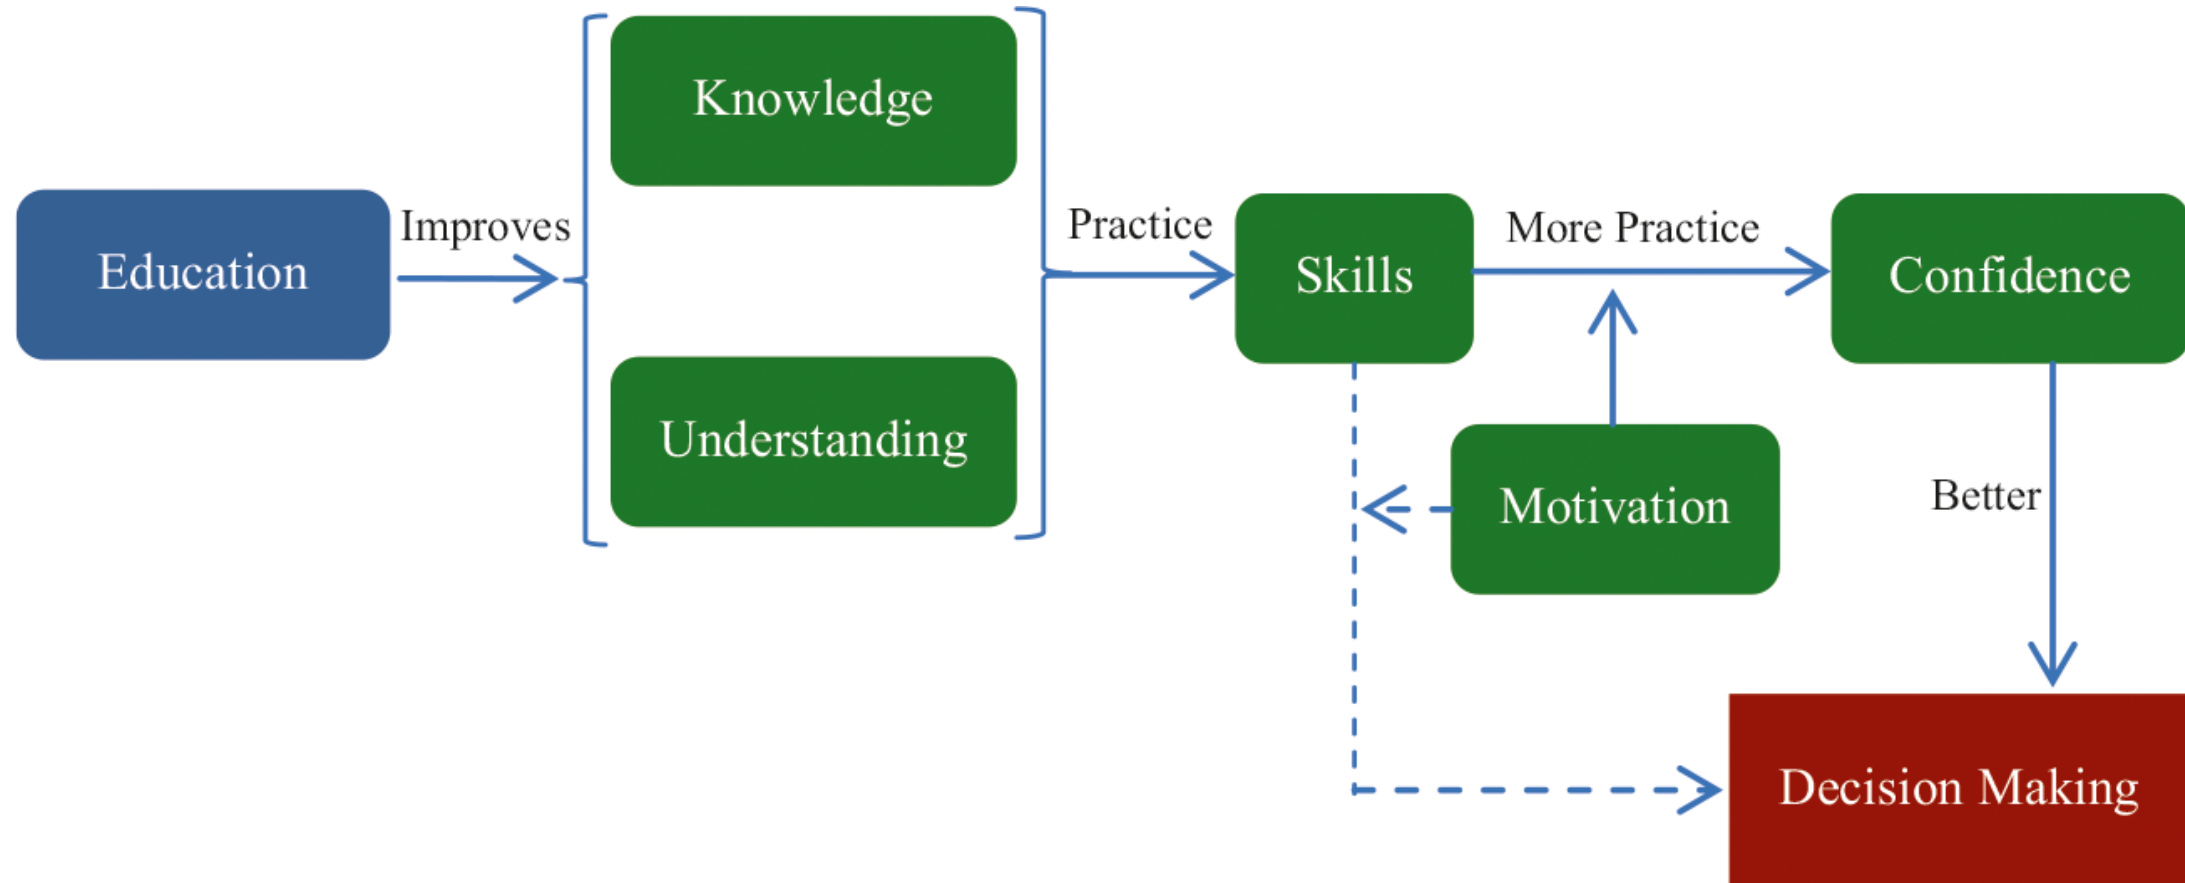 Knowledge
Education
Improves
Understanding
Practice
Skills
More Practice
Confidence
Motivation
Better
Decision Making